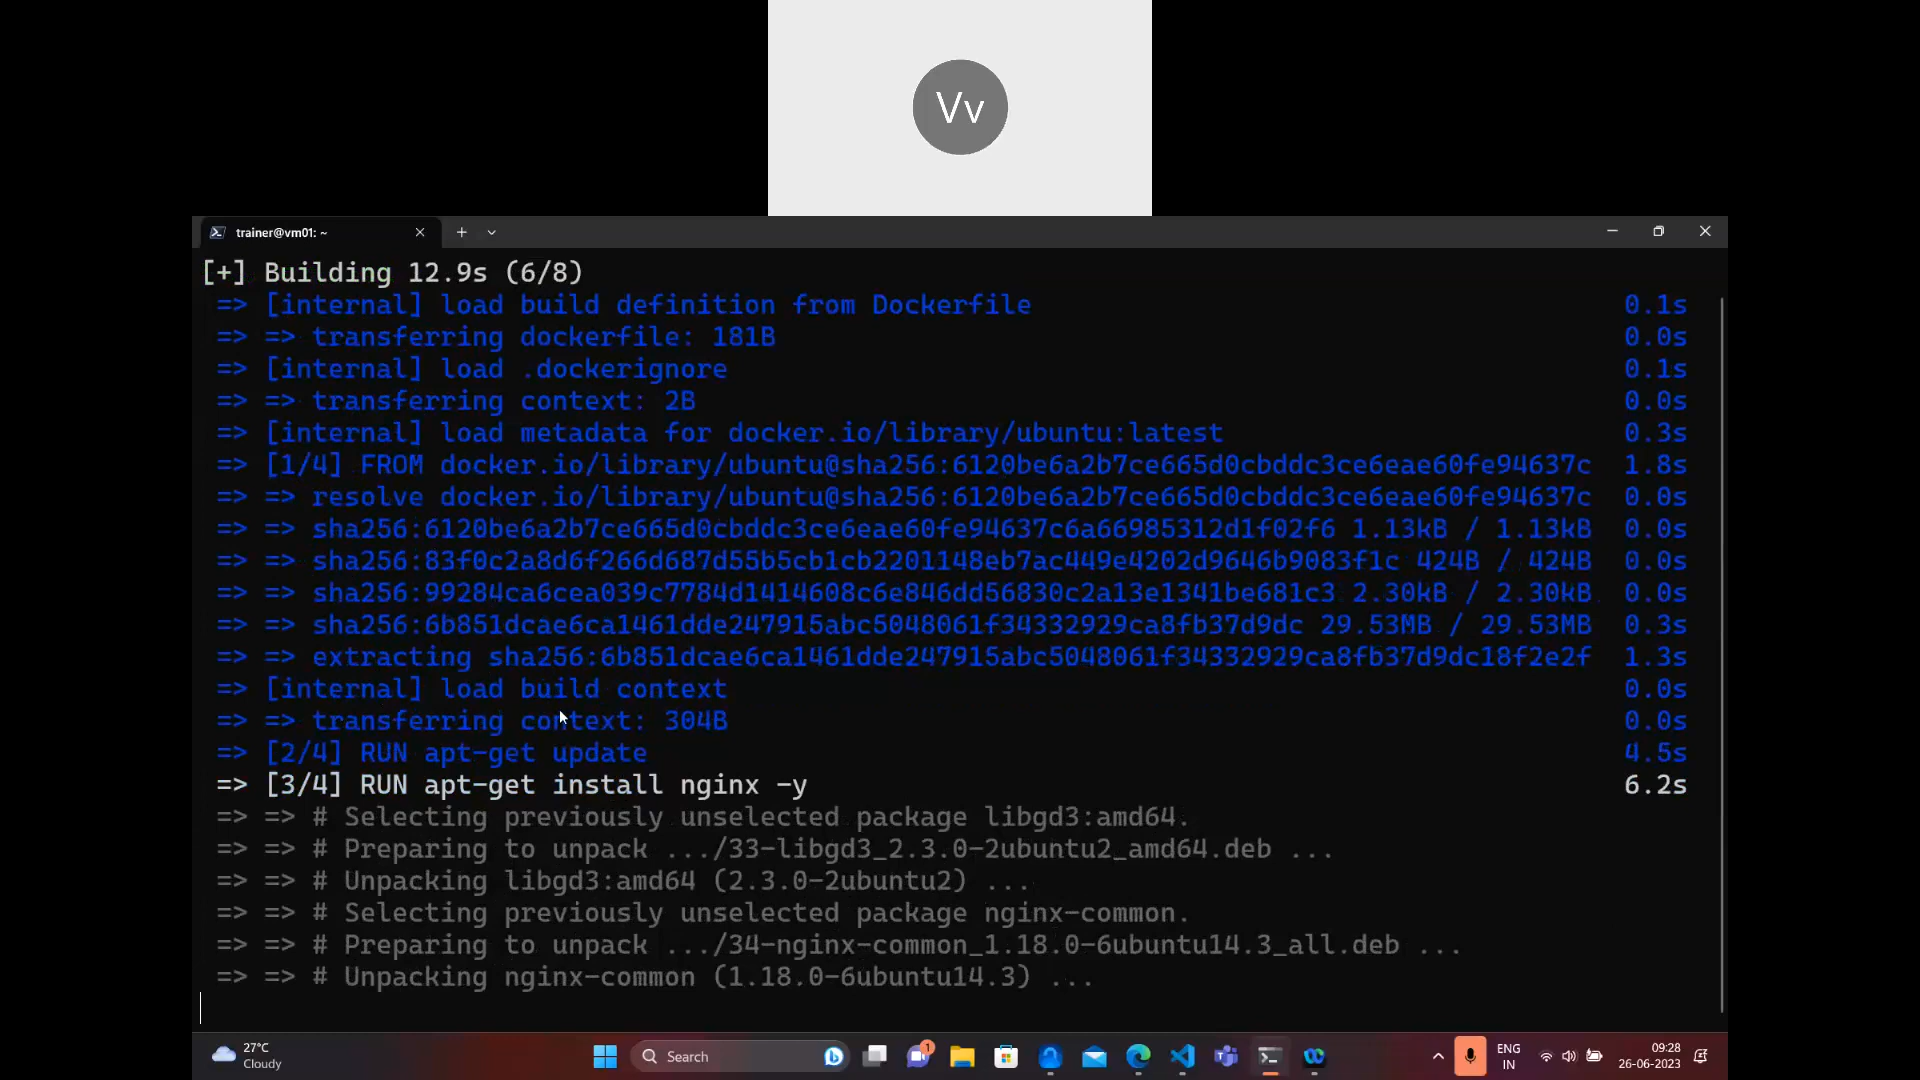 Vv
trainer@vm01: ~
[+] Building 12.9s (6/8)
=> [internal] load build definition from Dockerfile 0.1s
=> => transferring dockerfile: 181B 0.0s
=> [internal] load .dockerignore 0.1s
=> => transferring context: 2B 0.0s
=> [internal] load metadata for docker.io/library/ubuntu:latest 0.3s
=> [1/4] FROM docker.io/library/ubuntu@sha256:6120be6a2b7ce665d0cbddc3ce6eae60fe94637c 1.8s
=> => resolve docker.io/library/ubuntu@sha256:6120be6a2b7ce665d0cbddc3ce6eae60fe94637c 0.0s
=> => sha256:6120be6a2b7ce665d0cbddc3ce6eae60fe94637c6a66985312d1f02f6 1.13kB / 1.13kB 0.0s
=> => sha256:83f0c2a8d6f266d687d55b5cb1cb2201148eb7ac449e4202d9646b9083f1c 424B / 424B 0.0s
=> => sha256:99284ca6cea039c7784d1414608c6e846dd56830c2a13e1341be681c3 2.30kB / 2.30kB 0.0s
=> => sha256:6b851dcae6ca1461dde247915abc5048061f34332929ca8fb37d9dc 29.53MB / 29.53MB 0.3s
=> => extracting sha256:6b851dcae6ca1461dde247915abc5048061f34332929ca8fb37d9dc18f2e2f 1.3s
=> [internal] load build context 0.0s
=> => transferring context: 304B 0.0s
=> [2/4] RUN apt-get update 4.5s
=> [3/4] RUN apt-get install nginx -y 6.2s
=> => # Selecting previously unselected package libgd3:amd64.
=> => # Preparing to unpack .../33-libgd3_2.3.0-2ubuntu2_amd64.deb ...
=> => # Unpacking libgd3:amd64 (2.3.0-2ubuntu2) ...
=> => # Selecting previously unselected package nginx-common.
=> => # Preparing to unpack .../34-nginx-common_1.18.0-6ubuntu14.3_all.deb ...
=> => # Unpacking nginx-common (1.18.0-6ubuntu14.3) ...
27°C
Cloudy
Search
1
ENG
IN
09:28
26-06-2023